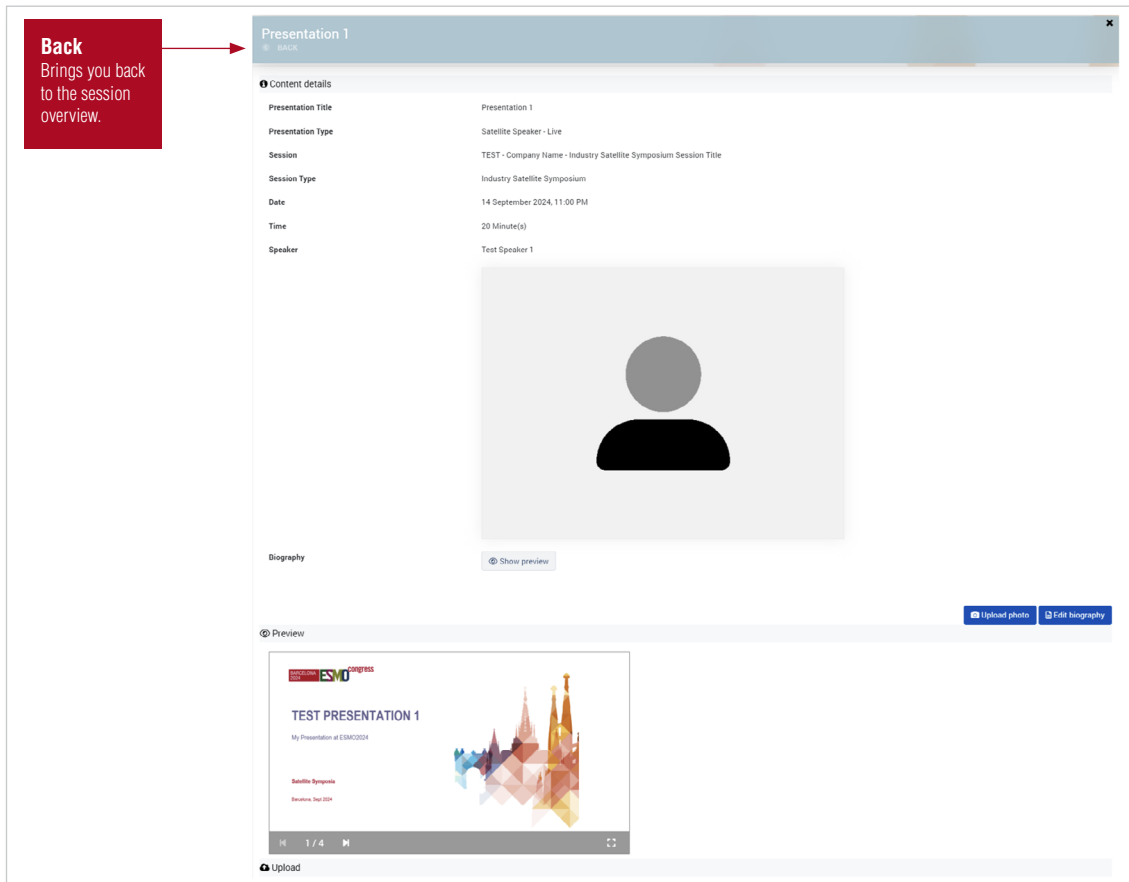 Back
Brings you back
to the session
overview.
Presentation 1
BACK
Content details
Presentation Title Presentation 1
Presentation Type Satellite Speaker - Live
Session TEST - Company Name - Industry Satellite Symposium Session Title
Session Type Industry Satellite Symposium
Date 14 September 2024, 11:00 PM
Time 20 Minute(s)
Speaker Test Speaker 1
Biography Show preview
Upload photo Edit biography
Preview
BARCELONA
2024
ESMO congress
TEST PRESENTATION 1
My Presentation at ESMO2024
Satellite Symposia
Barcelona, Sept 2024
1 / 4
Upload